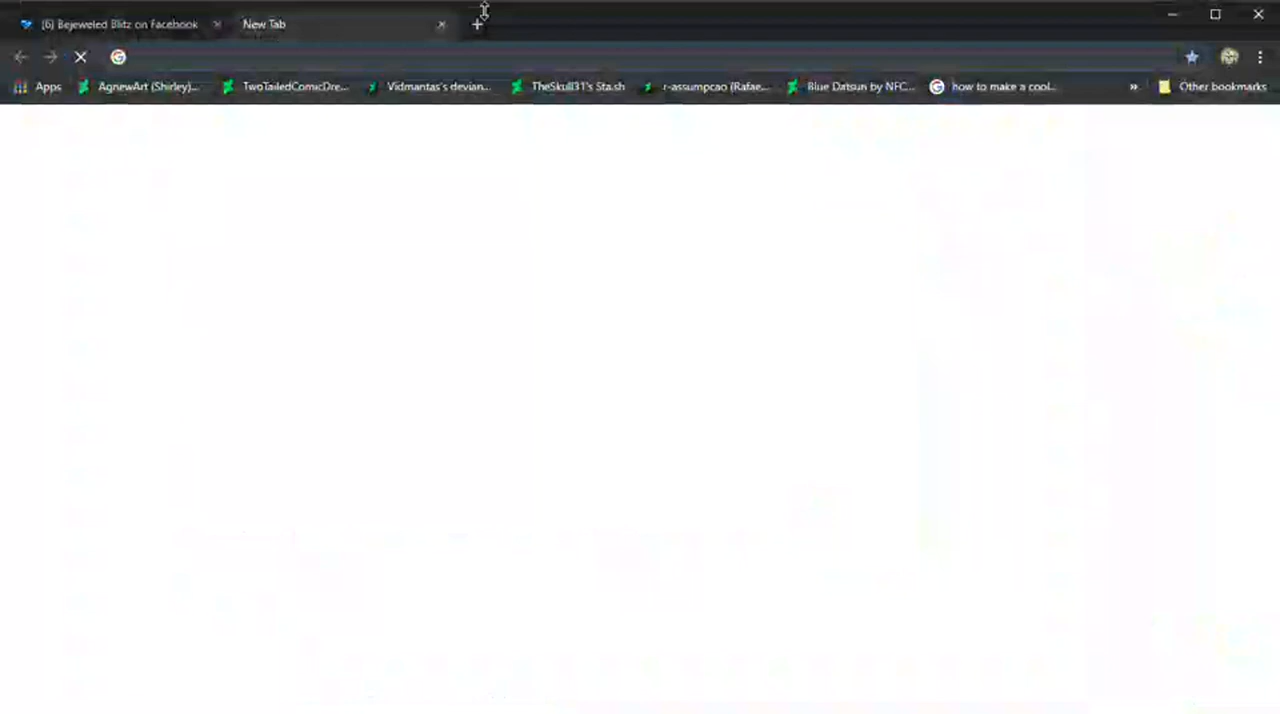 (6) Bejeweled Blitz on Facebook New Tab
Apps AgnewArt (Shirley)... TwoTailedComicDre... Vidmantas's devian... TheSkull31's Sta.sh r-assumpcao (Rafae... Blue Datsun by NFC... how to make a cool... » Other bookmarks